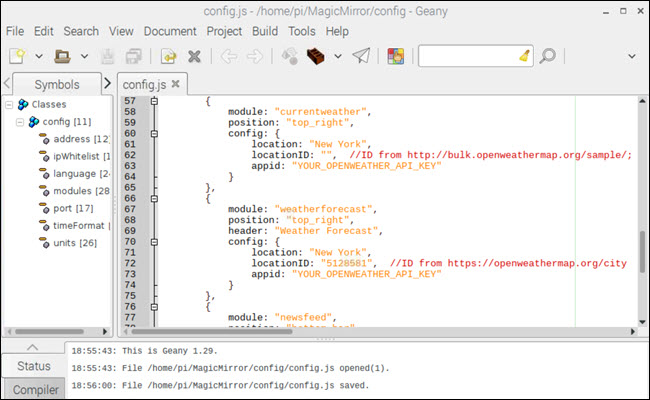 config.js - /home/pi/MagicMirror/config - Geany
File Edit Search View Document Project Build Tools Help
Symbols
config.js
Classes
config [11]
address [12]
ipWhitelist [1
language [2
modules [28
port [17]
timeFormat [
units [26]
57 {
58 module: "currentweather",
59 position: "top_right",
60 config: {
61 location: "New York",
62 locationID: "", //ID from http://bulk.openweathermap.org/sample/;
63 appid: "YOUR_OPENWEATHER_API_KEY"
64 }
65 },
66 {
67 module: "weatherforecast",
68 position: "top_right",
69 header: "Weather Forecast",
70 config: {
71 location: "New York",
72 locationID: "5128581", //ID from https://openweathermap.org/city
73 appid: "YOUR_OPENWEATHER_API_KEY"
74 }
75 },
76 {
77 module: "newsfeed",
78 position: "bottom_bar",
Status
Compiler
18:55:43: This is Geany 1.29.
18:55:43: File /home/pi/MagicMirror/config/config.js opened(1).
18:56:00: File /home/pi/MagicMirror/config/config.js saved.